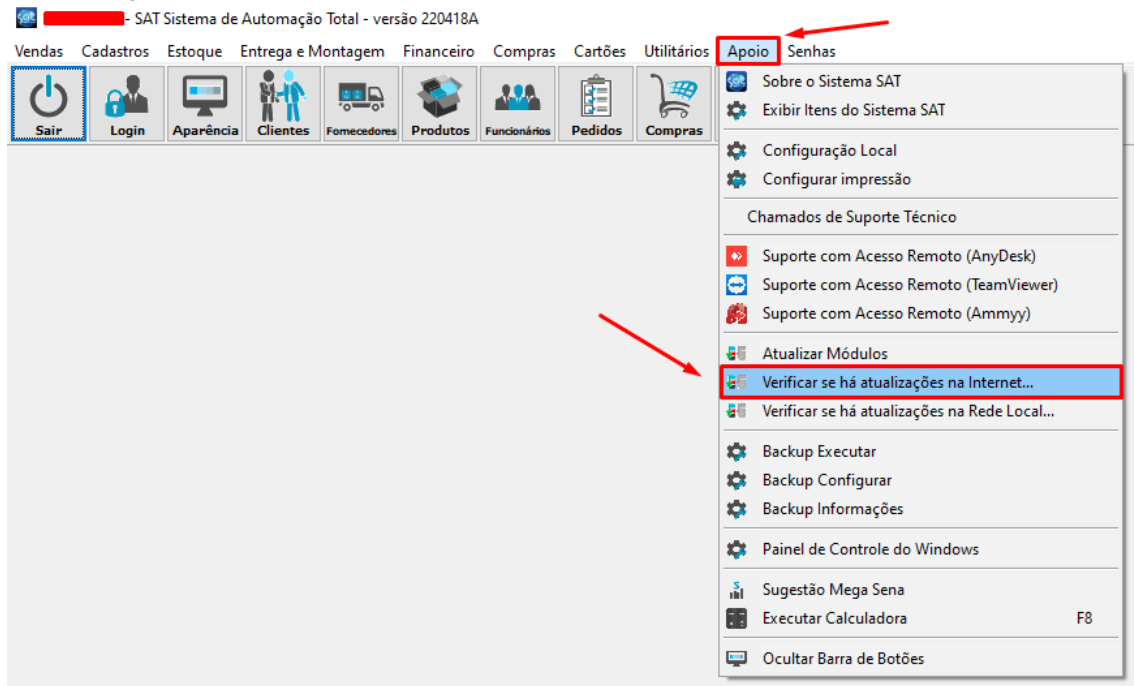 - SAT Sistema de Automação Total - versão 220418A
Vendas Cadastros Estoque Entrega e Montagem Financeiro Compras Cartões Utilitários Apoio Senhas
Sair Login Aparência Clientes Fornecedores Produtos Funcionários Pedidos Compras
Sobre o Sistema SAT
Exibir Itens do Sistema SAT
Configuração Local
Configurar impressão
Chamados de Suporte Técnico
Suporte com Acesso Remoto (AnyDesk)
Suporte com Acesso Remoto (TeamViewer)
Suporte com Acesso Remoto (Ammyy)
Atualizar Módulos
Verificar se há atualizações na Internet...
Verificar se há atualizações na Rede Local...
Backup Executar
Backup Configurar
Backup Informações
Painel de Controle do Windows
Sugestão Mega Sena
Executar Calculadora F8
Ocultar Barra de Botões